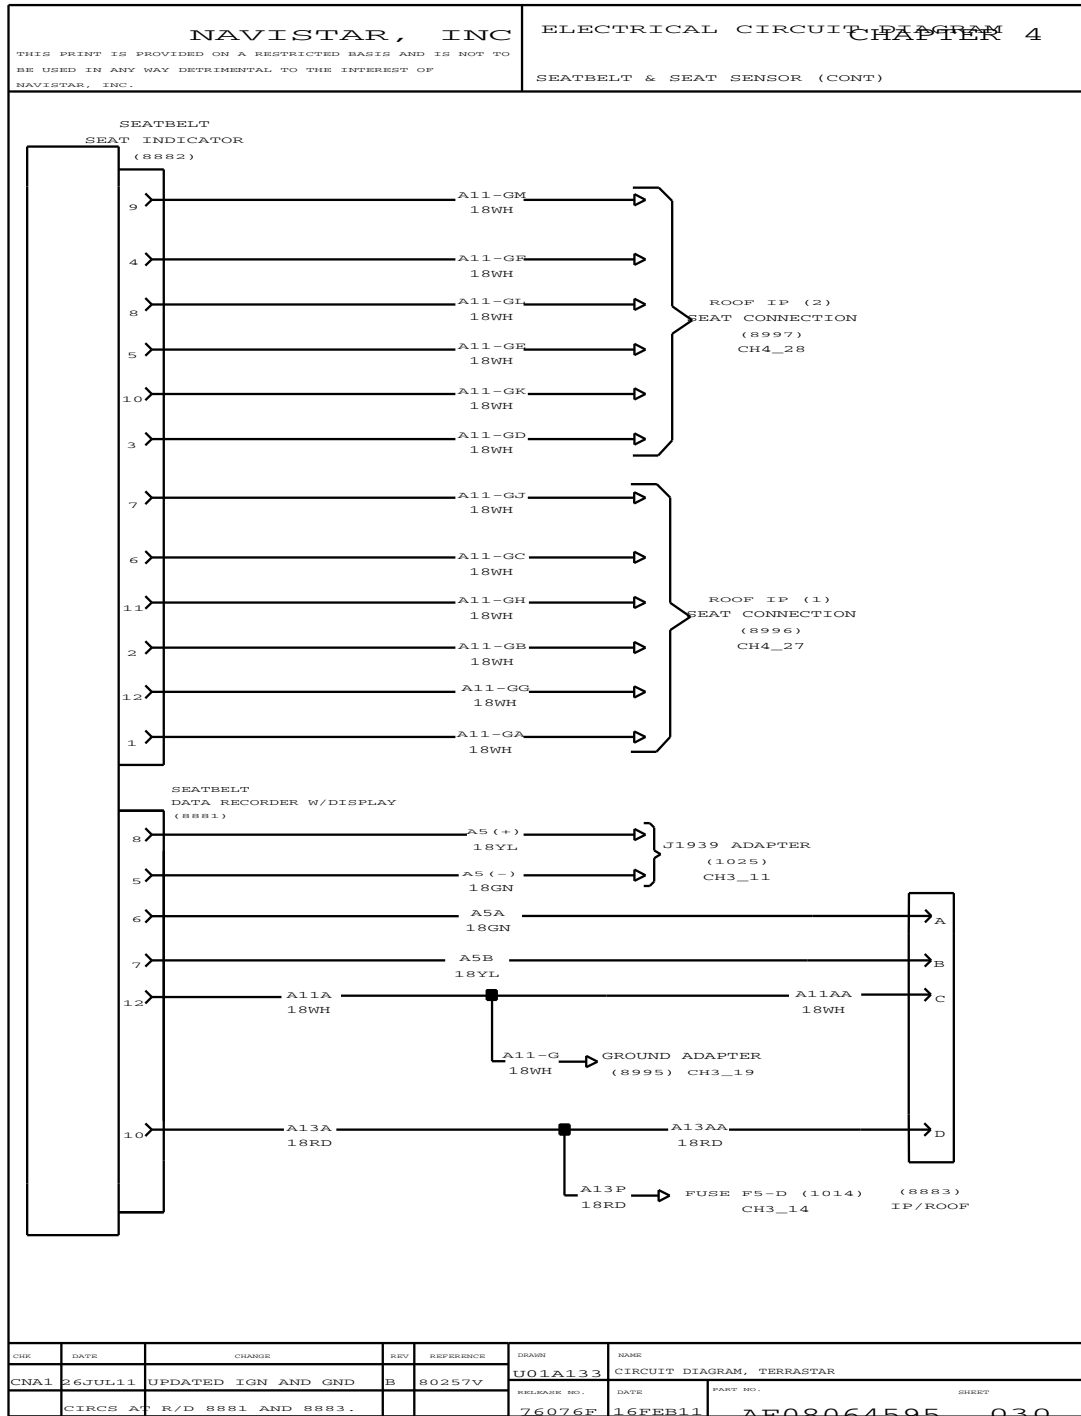 NAVISTAR, INC
THIS PRINT IS PROVIDED ON A RESTRICTED BASIS AND IS NOT TO
BE USED IN ANY WAY DETRIMENTAL TO THE INTEREST OF
NAVISTAR, INC.
ELECTRICAL CIRCUIT DIAGRAM
CHAPTER 4
SEATBELT & SEAT SENSOR (CONT)
SEATBELT
SEAT INDICATOR
(8882)
9 A11-GM
18WH
4 A11-GF
18WH
8 A11-GL
18WH
5 A11-GE
18WH
10 A11-GK
18WH
3 A11-GD
18WH
ROOF IP (2)
SEAT CONNECTION
(8997)
CH4_28
7 A11-GJ
18WH
6 A11-GC
18WH
11 A11-GH
18WH
2 A11-GB
18WH
12 A11-GG
18WH
1 A11-GA
18WH
ROOF IP (1)
SEAT CONNECTION
(8996)
CH4_27
SEATBELT
DATA RECORDER W/DISPLAY
(8881)
8 A5(+)
18YL
5 A5(-)
18GN
J1939 ADAPTER
(1025)
CH3_11
6 A5A A
18GN
7 A5B B
18YL
12 A11A A11AA C
18WH 18WH
A11-G GROUND ADAPTER
18WH (8995) CH3_19
10 A13A A13AA D
18RD 18RD
A13P FUSE F5-D (1014)
18RD CH3_14
(8883)
IP/ROOF
CHK DATE CHANGE REV REFERENCE DRAWN NAME
CNA1 26JUL11 UPDATED IGN AND GND B 80257V U01A133 CIRCUIT DIAGRAM, TERRASTAR
RELEASE NO. DATE PART NO. SHEET
CIRCS AT R/D 8881 AND 8883. 76076F 16FEB11 AF08064595 030